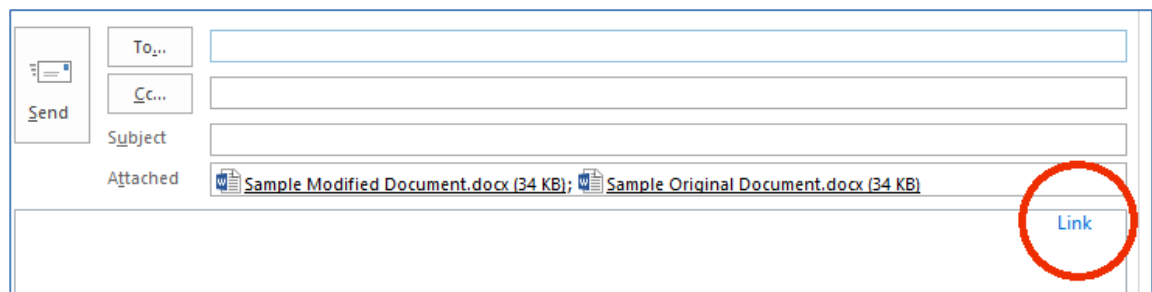 To...
Cc...
Send
Subject
Attached
Sample Modified Document.docx (34 KB); Sample Original Document.docx (34 KB)
Link